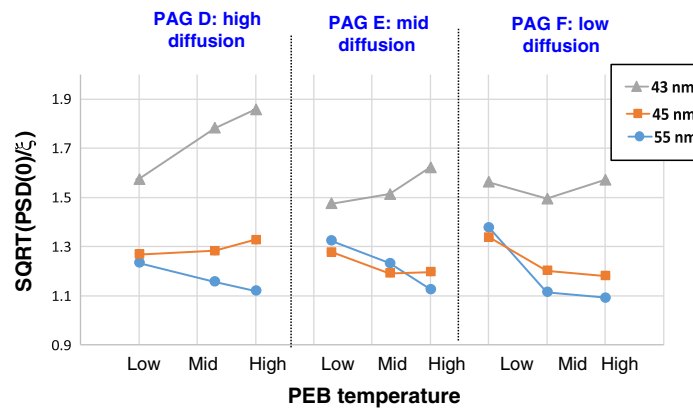 PAG D: high
diffusion
PAG E: mid
diffusion
PAG F: low
diffusion
43 nm
45 nm
55 nm
SQRT(PSD(0)/ξ)
1.9
1.7
1.5
1.3
1.1
0.9
Low Mid High Low Mid High Low Mid High
PEB temperature